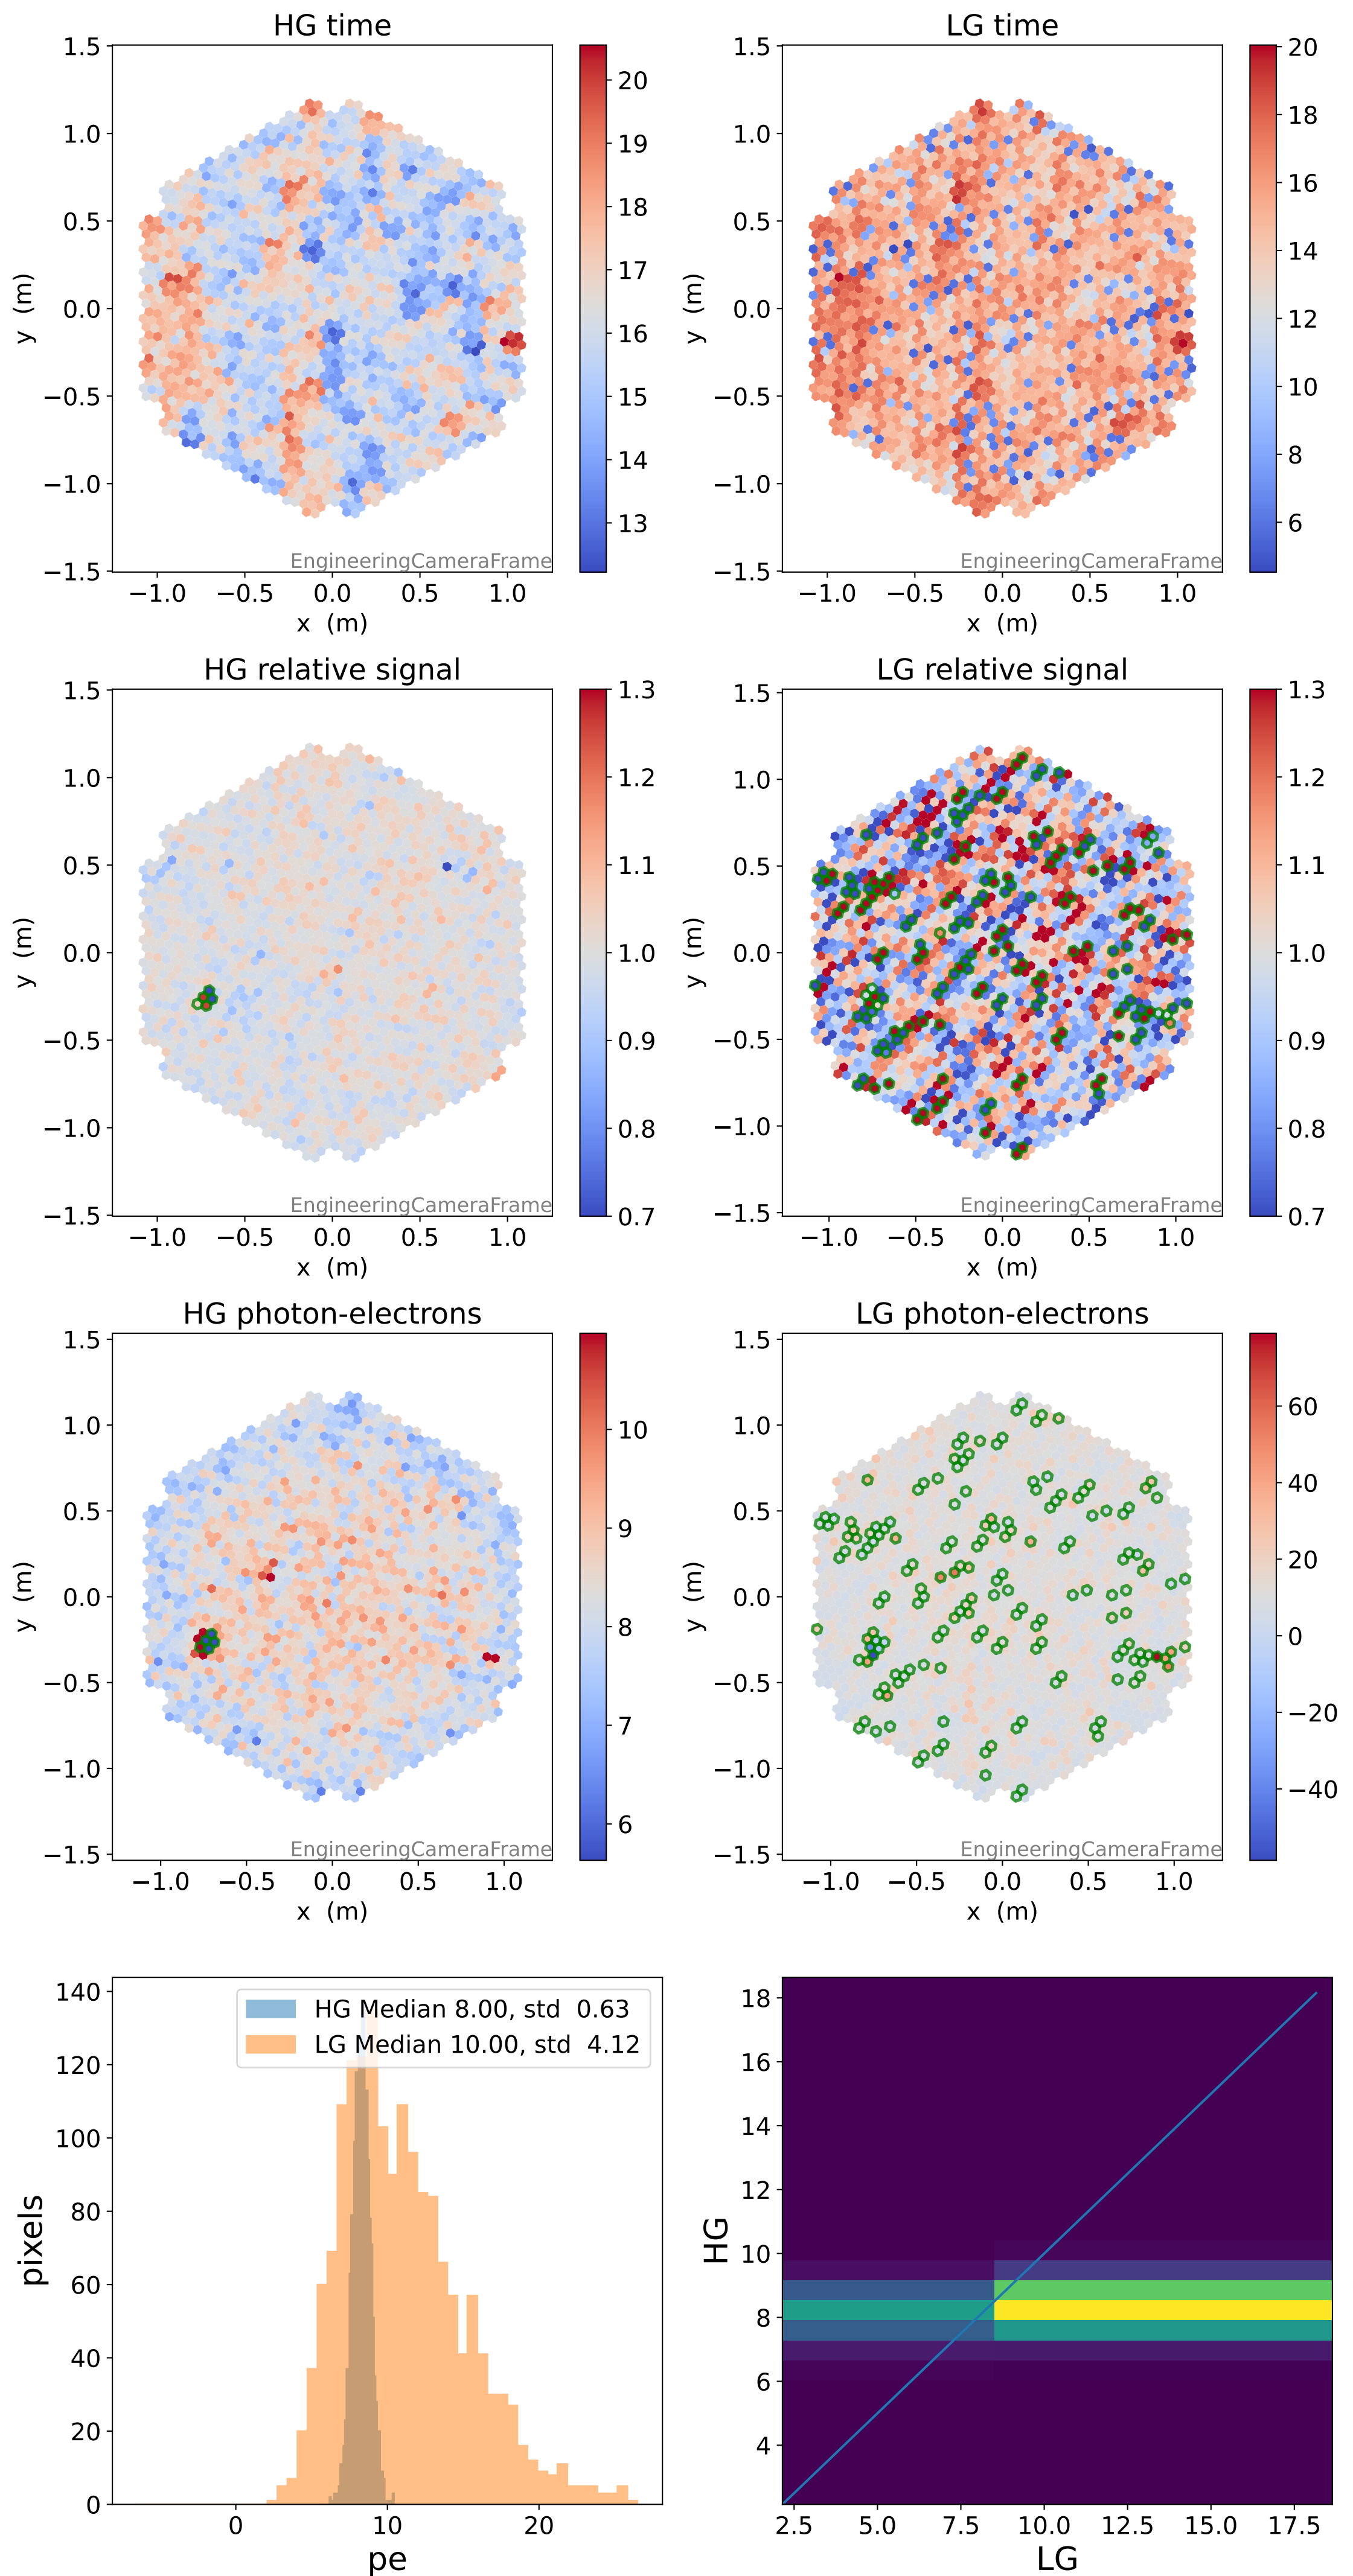 HG time
LG time
1.5
1.0
0.5
0.0
−0.5
−1.0
−1.5
y (m)
EngineeringCameraFrame
−1.0 −0.5 0.0 0.5 1.0
x (m)
20
19
18
17
16
15
14
13
1.5
1.0
0.5
0.0
−0.5
−1.0
−1.5
y (m)
EngineeringCameraFrame
−1.0 −0.5 0.0 0.5 1.0
x (m)
20
18
16
14
12
10
8
6
HG relative signal
LG relative signal
1.5
1.0
0.5
0.0
−0.5
−1.0
−1.5
y (m)
EngineeringCameraFrame
−1.0 −0.5 0.0 0.5 1.0
x (m)
1.3
1.2
1.1
1.0
0.9
0.8
0.7
1.5
1.0
0.5
0.0
−0.5
−1.0
−1.5
y (m)
EngineeringCameraFrame
−1.0 −0.5 0.0 0.5 1.0
x (m)
1.3
1.2
1.1
1.0
0.9
0.8
0.7
HG photon-electrons
LG photon-electrons
1.5
1.0
0.5
0.0
−0.5
−1.0
−1.5
y (m)
EngineeringCameraFrame
−1.0 −0.5 0.0 0.5 1.0
x (m)
10
9
8
7
6
1.5
1.0
0.5
0.0
−0.5
−1.0
−1.5
y (m)
EngineeringCameraFrame
−1.0 −0.5 0.0 0.5 1.0
x (m)
60
40
20
0
−20
−40
140
120
100
80
60
40
20
0
pixels
HG Median 8.00, std 0.63
LG Median 10.00, std 4.12
0 10 20
pe
18
16
14
12
10
8
6
4
HG
2.5 5.0 7.5 10.0 12.5 15.0 17.5
LG